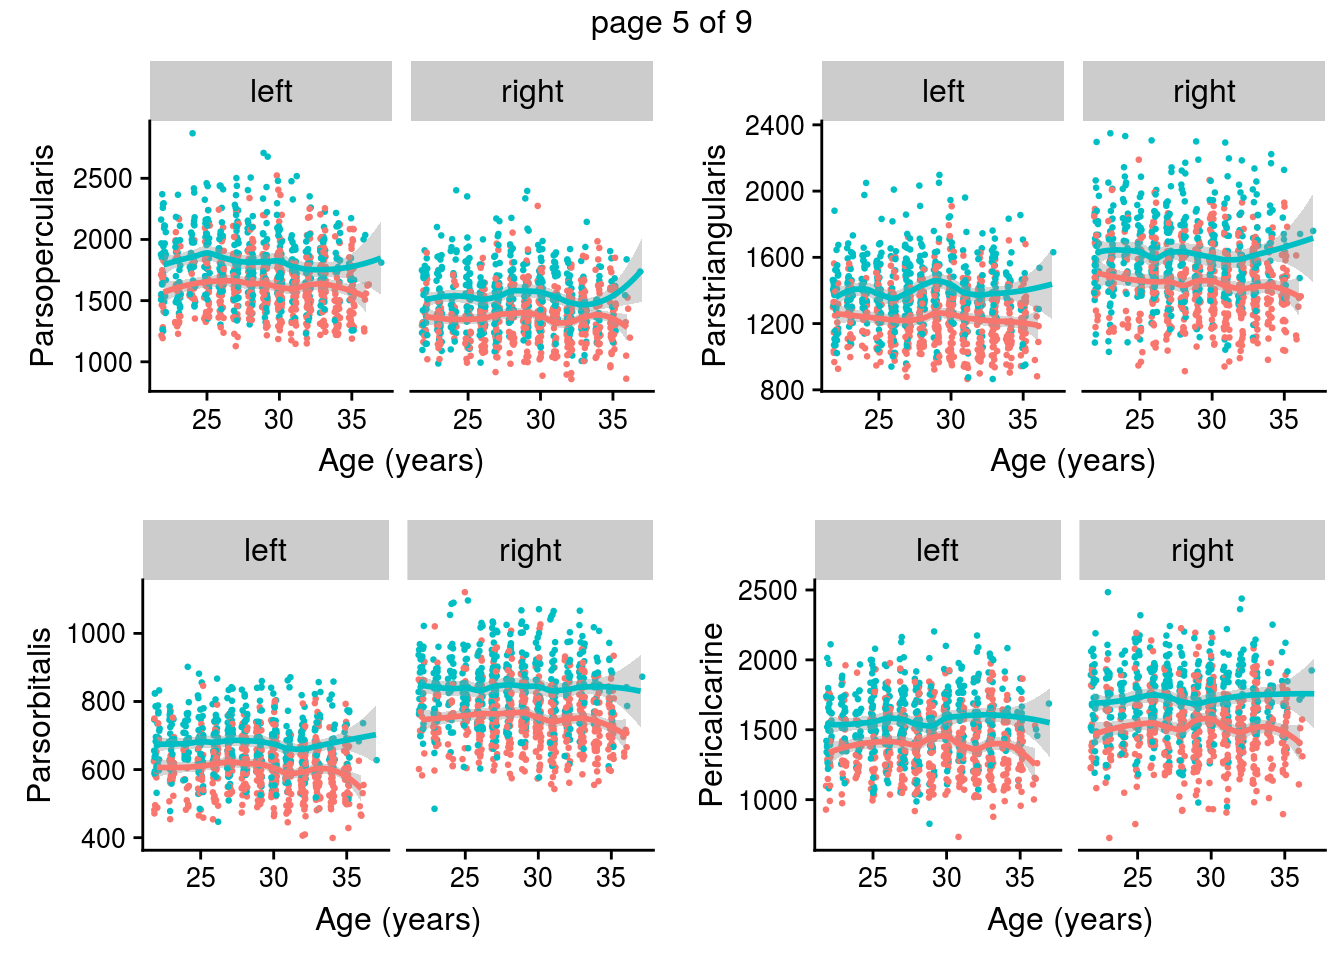 page 5 of 9
left right
Parsopercularis
2500
2000
1500
1000
25 30 35 25 30 35
Age (years)
left right
Parstriangularis
2400
2000
1600
1200
800
25 30 35 25 30 35
Age (years)
left right
Parsorbitalis
1000
800
600
400
25 30 35 25 30 35
Age (years)
left right
Pericalcarine
2500
2000
1500
1000
25 30 35 25 30 35
Age (years)